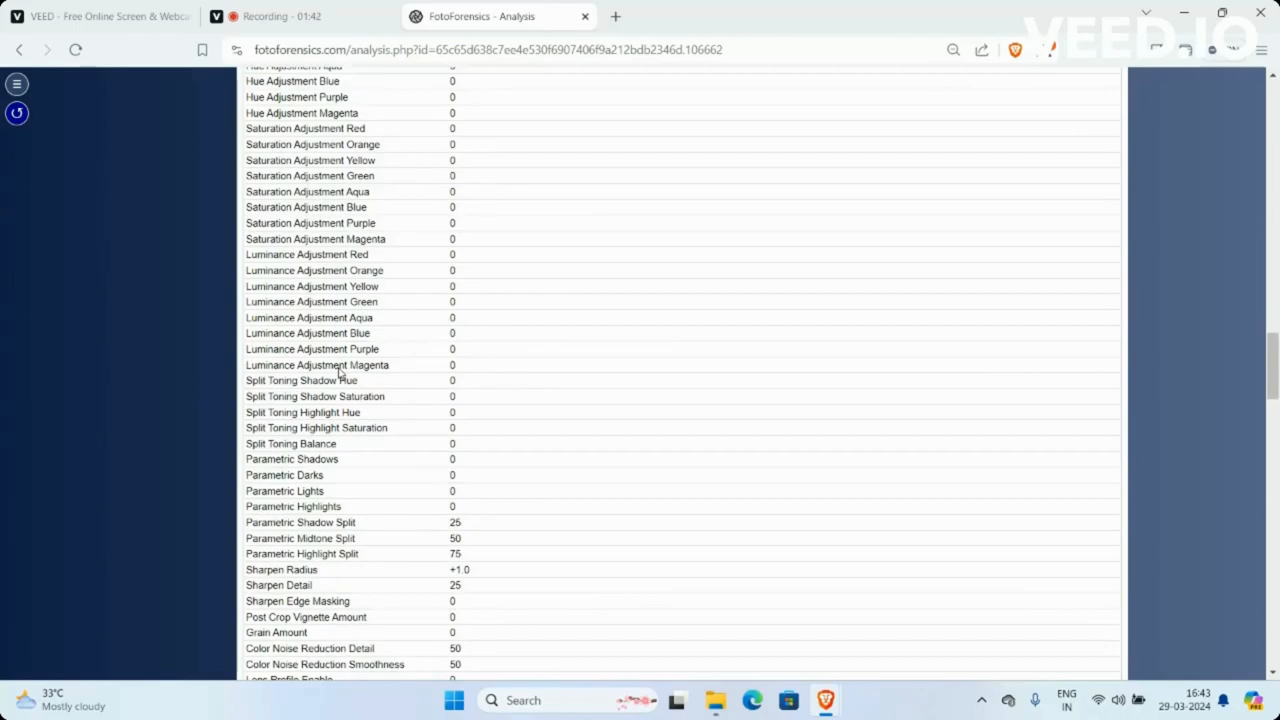 VEED - Free Online Screen & Webca
Recording - 01:42
FotoForensics - Analysis
fotoforensics.com/analysis.php?id=65c65d638c7ee4e530f6907406f9a212bdb2346d.106662
VEED.IO
Hue Adjustment Aqua 0
Hue Adjustment Blue 0
Hue Adjustment Purple 0
Hue Adjustment Magenta 0
Saturation Adjustment Red 0
Saturation Adjustment Orange 0
Saturation Adjustment Yellow 0
Saturation Adjustment Green 0
Saturation Adjustment Aqua 0
Saturation Adjustment Blue 0
Saturation Adjustment Purple 0
Saturation Adjustment Magenta 0
Luminance Adjustment Red 0
Luminance Adjustment Orange 0
Luminance Adjustment Yellow 0
Luminance Adjustment Green 0
Luminance Adjustment Aqua 0
Luminance Adjustment Blue 0
Luminance Adjustment Purple 0
Luminance Adjustment Magenta 0
Split Toning Shadow Hue 0
Split Toning Shadow Saturation 0
Split Toning Highlight Hue 0
Split Toning Highlight Saturation 0
Split Toning Balance 0
Parametric Shadows 0
Parametric Darks 0
Parametric Lights 0
Parametric Highlights 0
Parametric Shadow Split 25
Parametric Midtone Split 50
Parametric Highlight Split 75
Sharpen Radius +1.0
Sharpen Detail 25
Sharpen Edge Masking 0
Post Crop Vignette Amount 0
Grain Amount 0
Color Noise Reduction Detail 50
Color Noise Reduction Smoothness 50
Lens Profile Enable 0
33°C
Mostly cloudy
Search
ENG
IN
16:43
29-03-2024